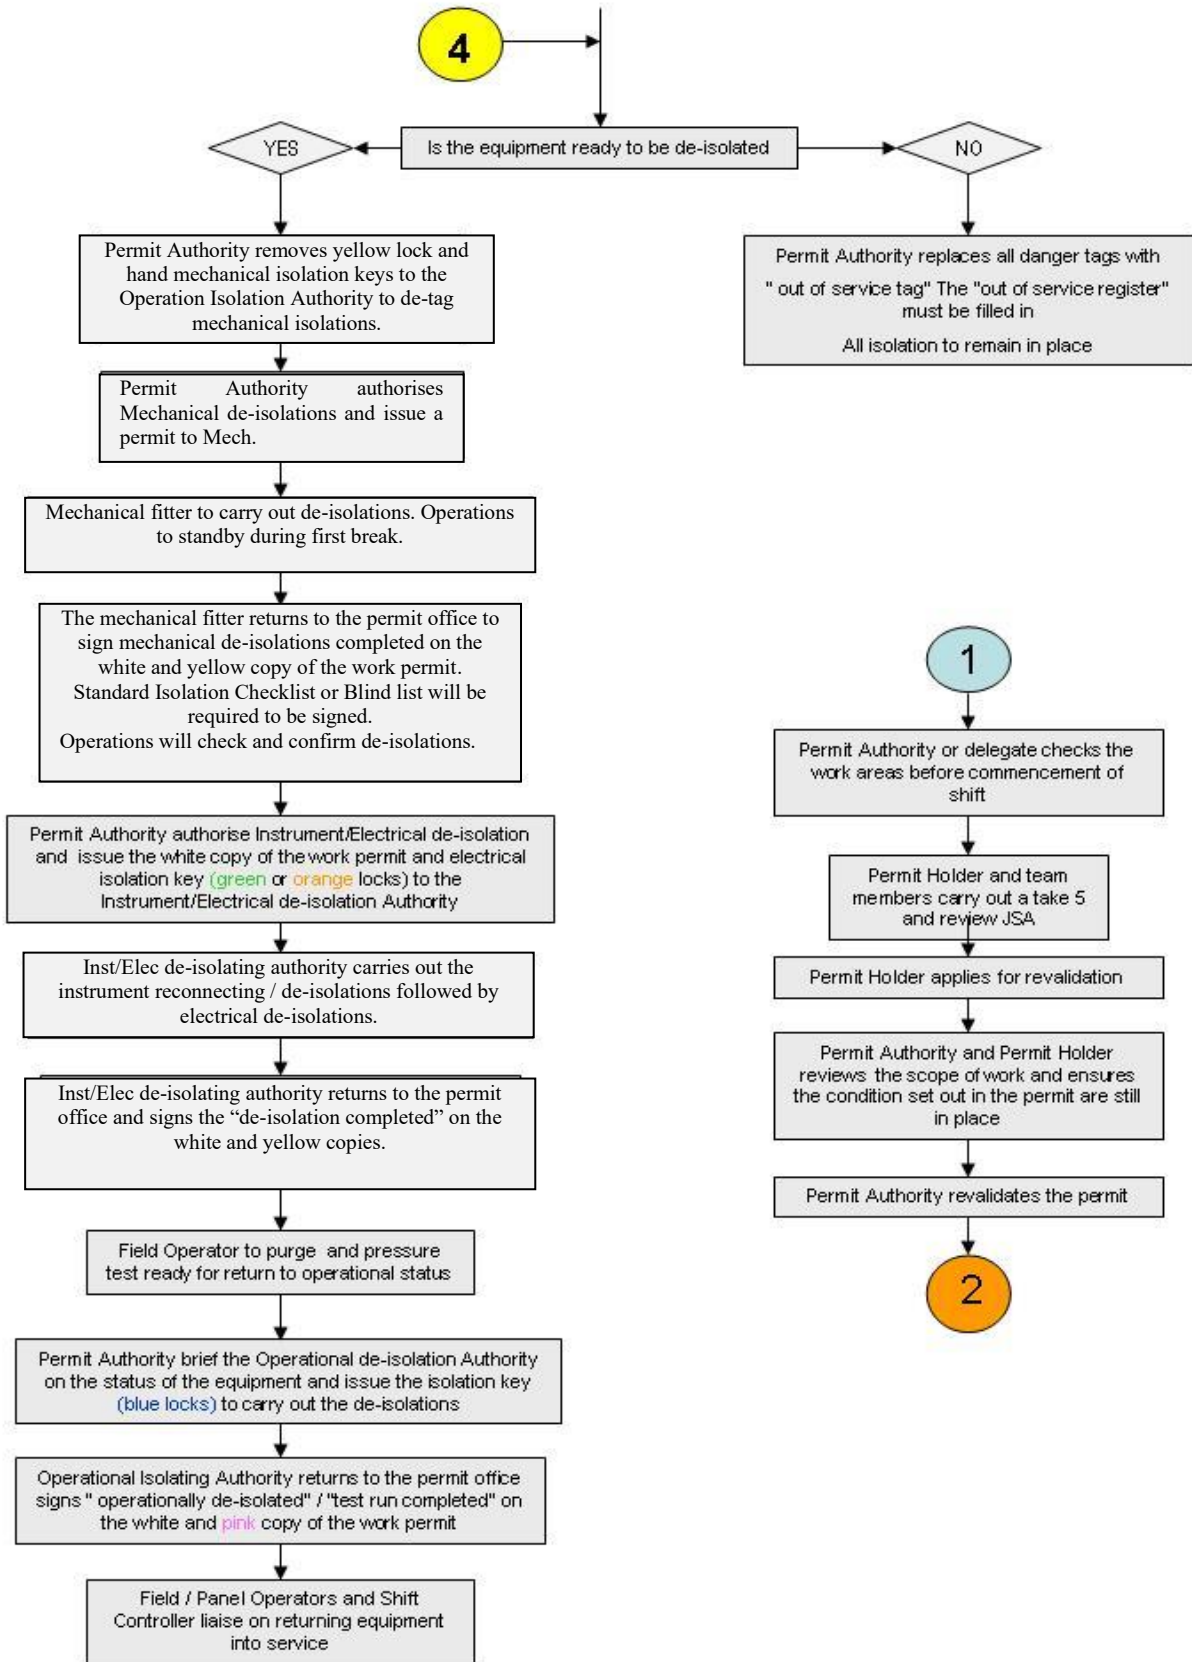 4
YES
Is the equipment ready to be de-isolated
NO
Permit Authority removes yellow lock and
hand mechanical isolation keys to the
Operation Isolation Authority to de-tag
mechanical isolations.
Permit Authority replaces all danger tags with
" out of service tag" The "out of service register"
must be filled in
All isolation to remain in place
Permit Authority authorises
Mechanical de-isolations and issue a
permit to Mech.
Mechanical fitter to carry out de-isolations. Operations
to standby during first break.
The mechanical fitter returns to the permit office to
sign mechanical de-isolations completed on the
white and yellow copy of the work permit.
Standard Isolation Checklist or Blind list will be
required to be signed.
Operations will check and confirm de-isolations.
Permit Authority authorise Instrument/Electrical de-isolation
and issue the white copy of the work permit and electrical
isolation key (green or orange locks) to the
Instrument/Electrical de-isolation Authority
Inst/Elec de-isolating authority carries out the
instrument reconnecting / de-isolations followed by
electrical de-isolations.
Inst/Elec de-isolating authority returns to the permit
office and signs the “de-isolation completed” on the
white and yellow copies.
Field Operator to purge and pressure
test ready for return to operational status
Permit Authority brief the Operational de-isolation Authority
on the status of the equipment and issue the isolation key
(blue locks) to carry out the de-isolations
Operational Isolating Authority returns to the permit office
signs " operationally de-isolated" / "test run completed" on
the white and pink copy of the work permit
Field / Panel Operators and Shift
Controller liaise on returning equipment
into service
1
Permit Authority or delegate checks the
work areas before commencement of
shift
Permit Holder and team
members carry out a take 5
and review JSA
Permit Holder applies for revalidation
Permit Authority and Permit Holder
reviews the scope of work and ensures
the condition set out in the permit are still
in place
Permit Authority revalidates the permit
2